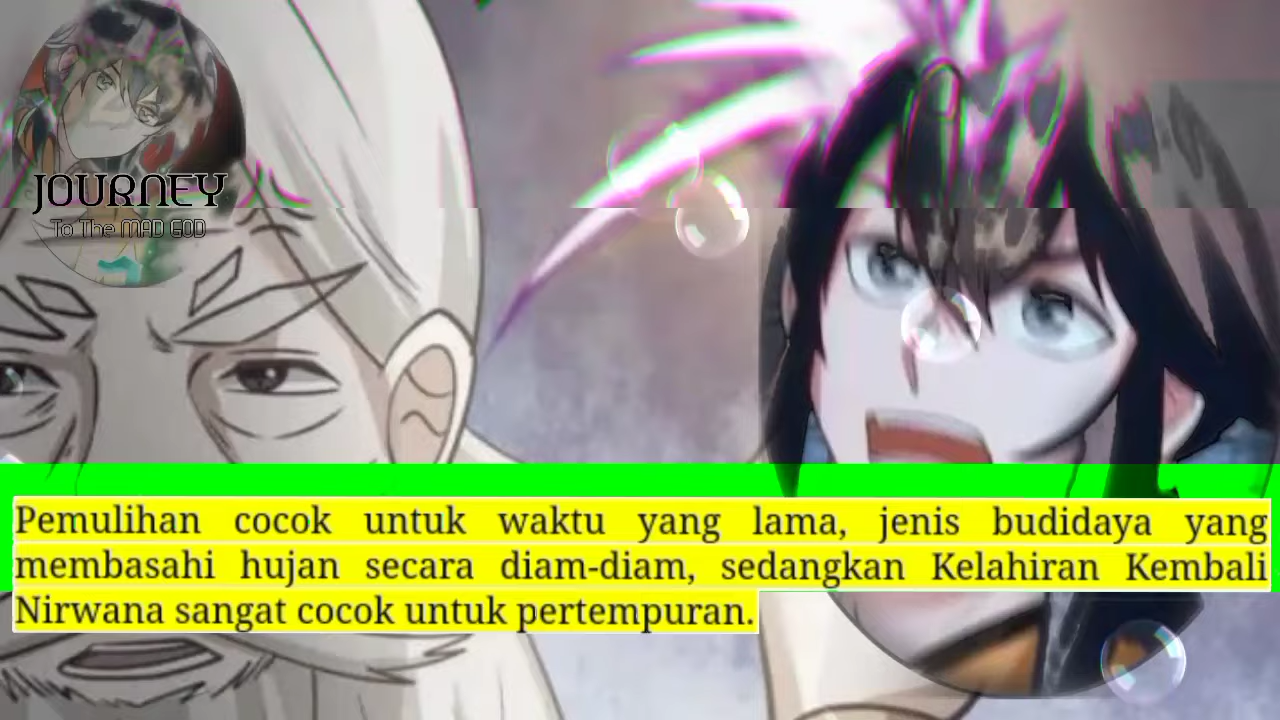 JOURNEY
To The MAD GOD
Pemulihan cocok untuk waktu yang lama, jenis budidaya yang
membasahi hujan secara diam-diam, sedangkan Kelahiran Kembali
Nirwana sangat cocok untuk pertempuran.